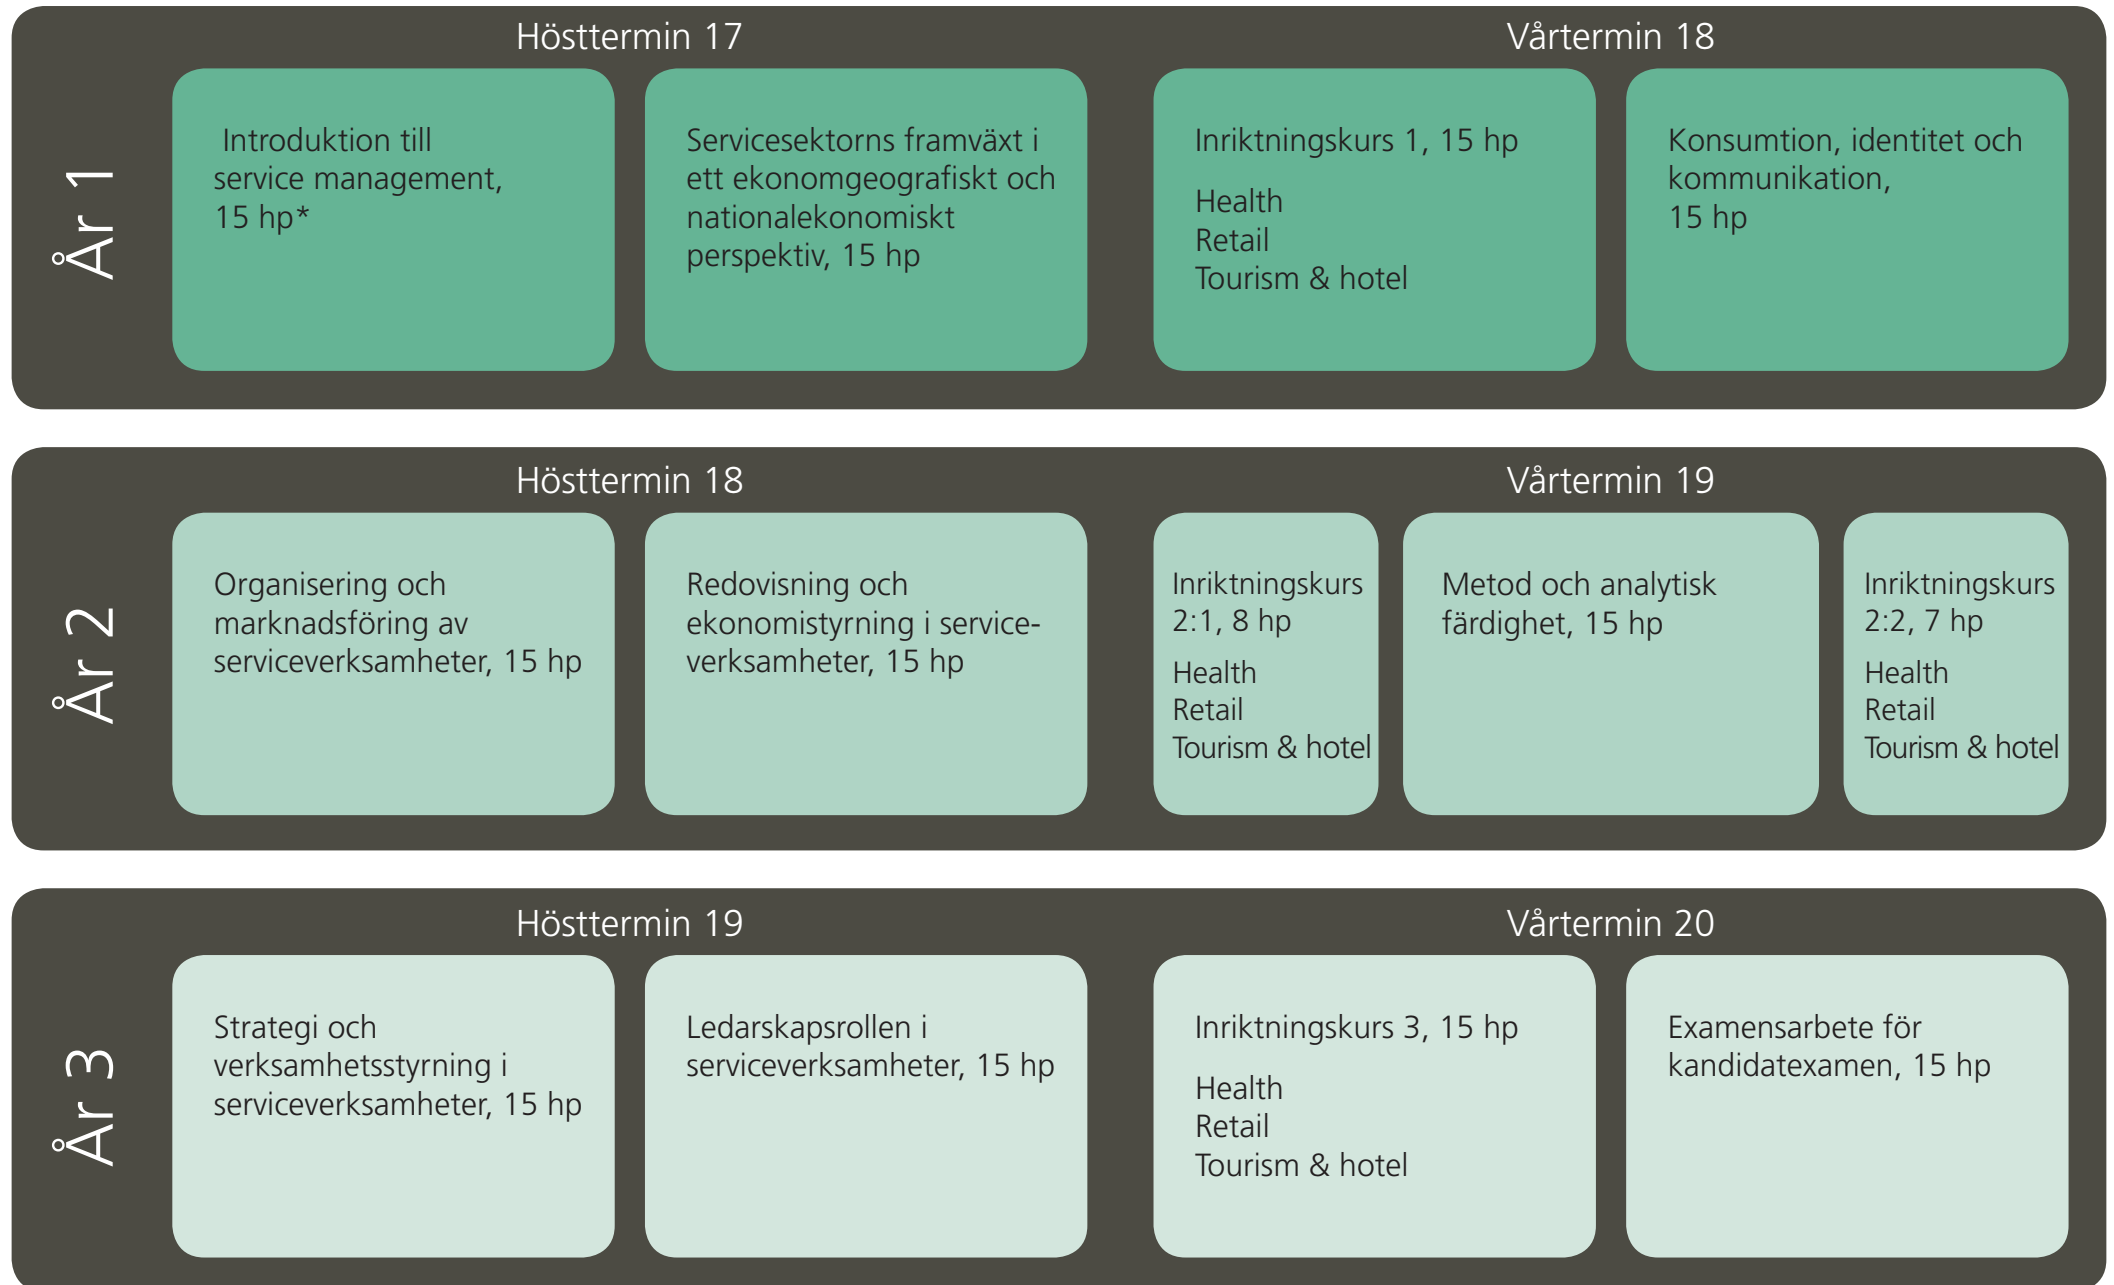 År 1
Hösttermin 17
Introduktion till
service management,
15 hp*
Servicesektorns framväxt i
ett ekonomgeografiskt och
nationalekonomiskt
perspektiv, 15 hp
Vårtermin 18
Inriktningskurs 1, 15 hp
Health
Retail
Tourism & hotel
Konsumtion, identitet och
kommunikation,
15 hp
År 2
Hösttermin 18
Organisering och
marknadsföring av
serviceverksamheter, 15 hp
Redovisning och
ekonomistyrning i service-
verksamheter, 15 hp
Vårtermin 19
Inriktningskurs
2:1, 8 hp
Health
Retail
Tourism & hotel
Metod och analytisk
färdighet, 15 hp
Inriktningskurs
2:2, 7 hp
Health
Retail
Tourism & hotel
År 3
Hösttermin 19
Strategi och
verksamhetsstyrning i
serviceverksamheter, 15 hp
Ledarskapsrollen i
serviceverksamheter, 15 hp
Vårtermin 20
Inriktningskurs 3, 15 hp
Health
Retail
Tourism & hotel
Examensarbete för
kandidatexamen, 15 hp